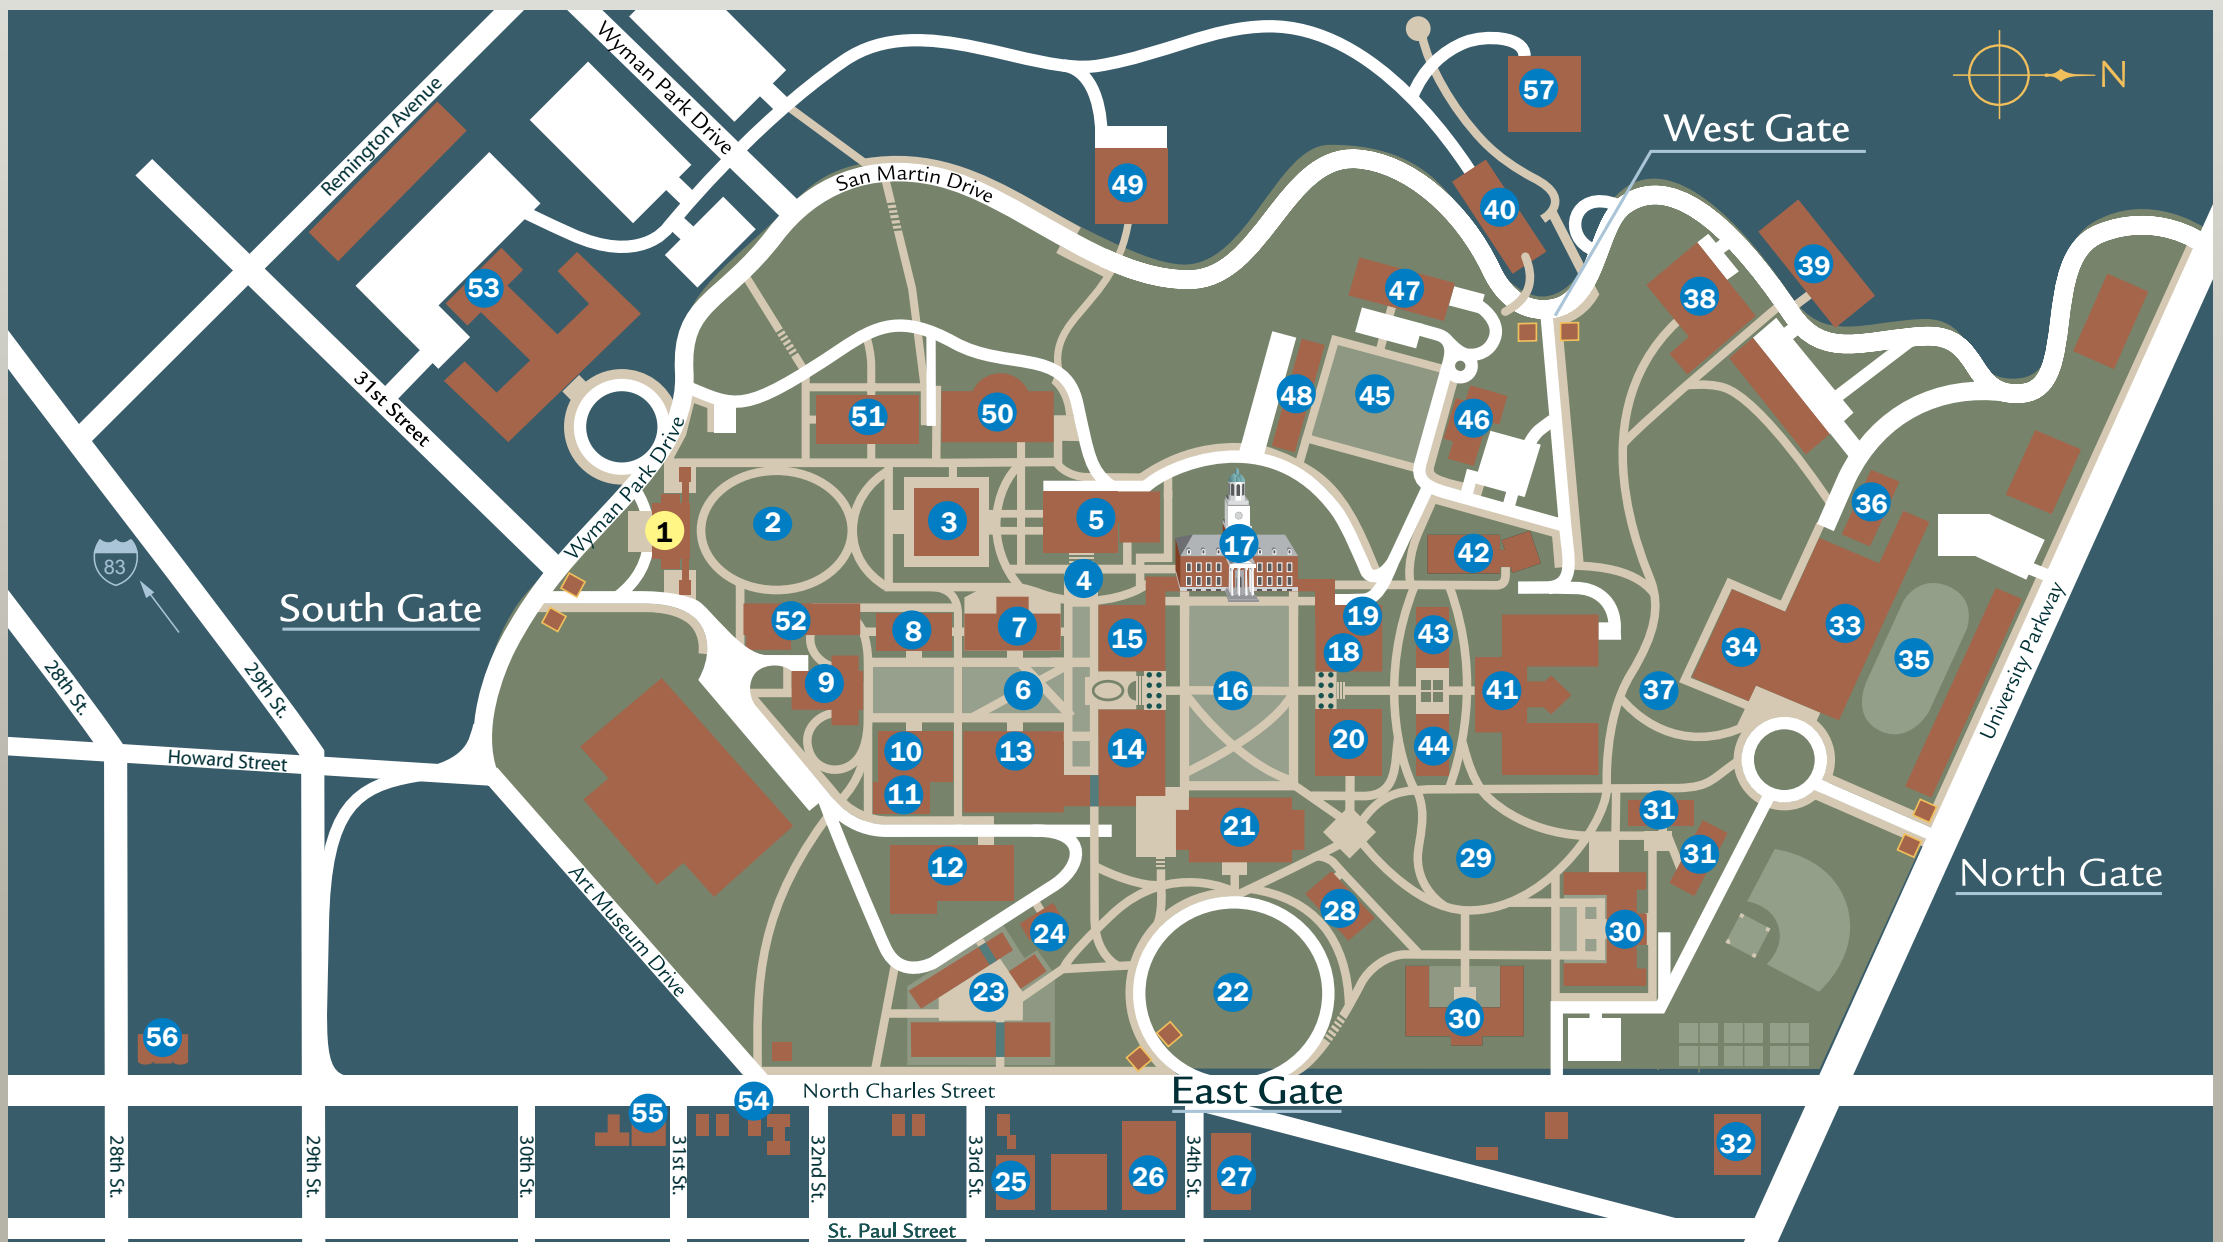 Wyman Park Drive
Remington Avenue
57
N
West Gate
49
San Martin Drive
40
39
53
47
38
31st Street
48
45
46
51
50
Wyman Park Drive
36
1
2
3
5
17
42
83
4
South Gate
52
8
7
15
19
18
43
33
34
35
28th St.
29th St.
9
6
16
41
37
University Parkway
10
13
14
20
44
Howard Street
11
21
31
12
29
31
North Gate
Art Museum Drive
28
24
30
23
22
30
56
North Charles Street
East Gate
55
54
28th St.
29th St.
30th St.
31st St.
32nd St.
33rd St.
34th St.
25
26
27
32
St. Paul Street